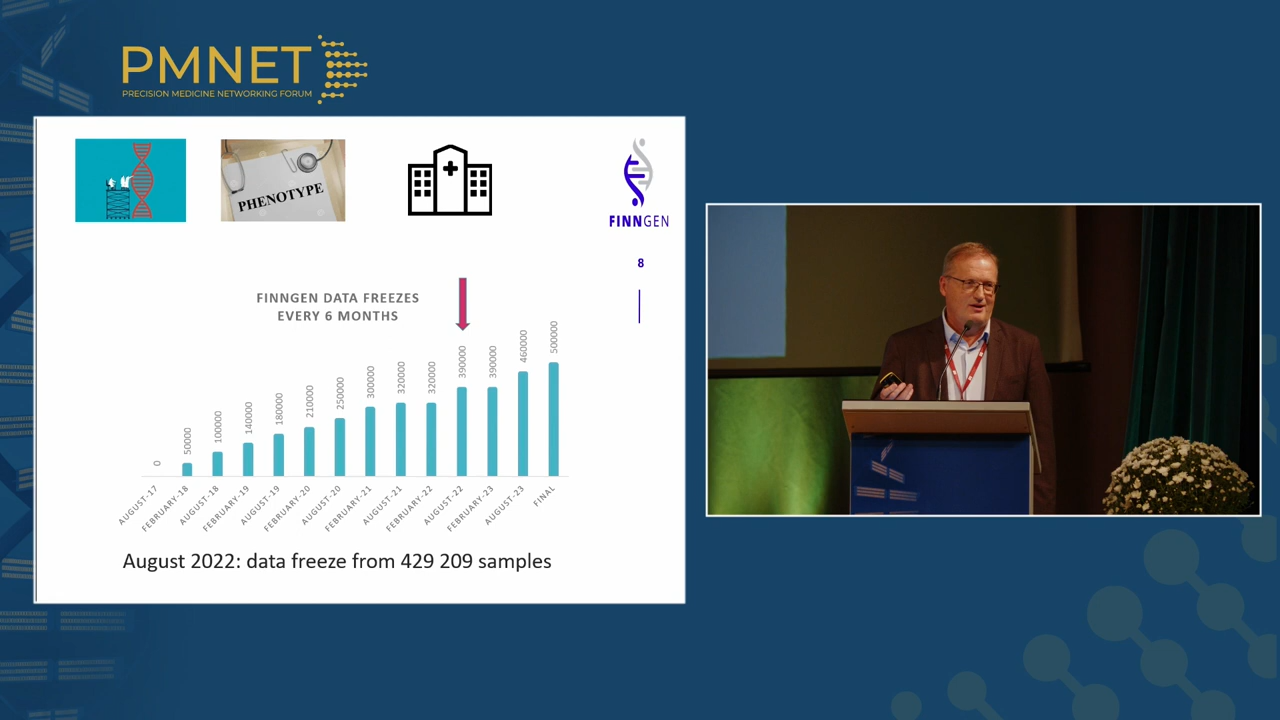 PMNET
PRECISION MEDICINE NETWORKING FORUM
PHENOTYPE
FINNGEN
8
FINNGEN DATA FREEZES
EVERY 6 MONTHS
0
50000
100000
140000
180000
210000
250000
300000
320000
320000
390000
390000
460000
500000
AUGUST-17
FEBRUARY-18
AUGUST-18
FEBRUARY-19
AUGUST-19
FEBRUARY-20
AUGUST-20
FEBRUARY-21
AUGUST-21
FEBRUARY-22
AUGUST-22
FEBRUARY-23
AUGUST-23
FINAL
August 2022: data freeze from 429 209 samples